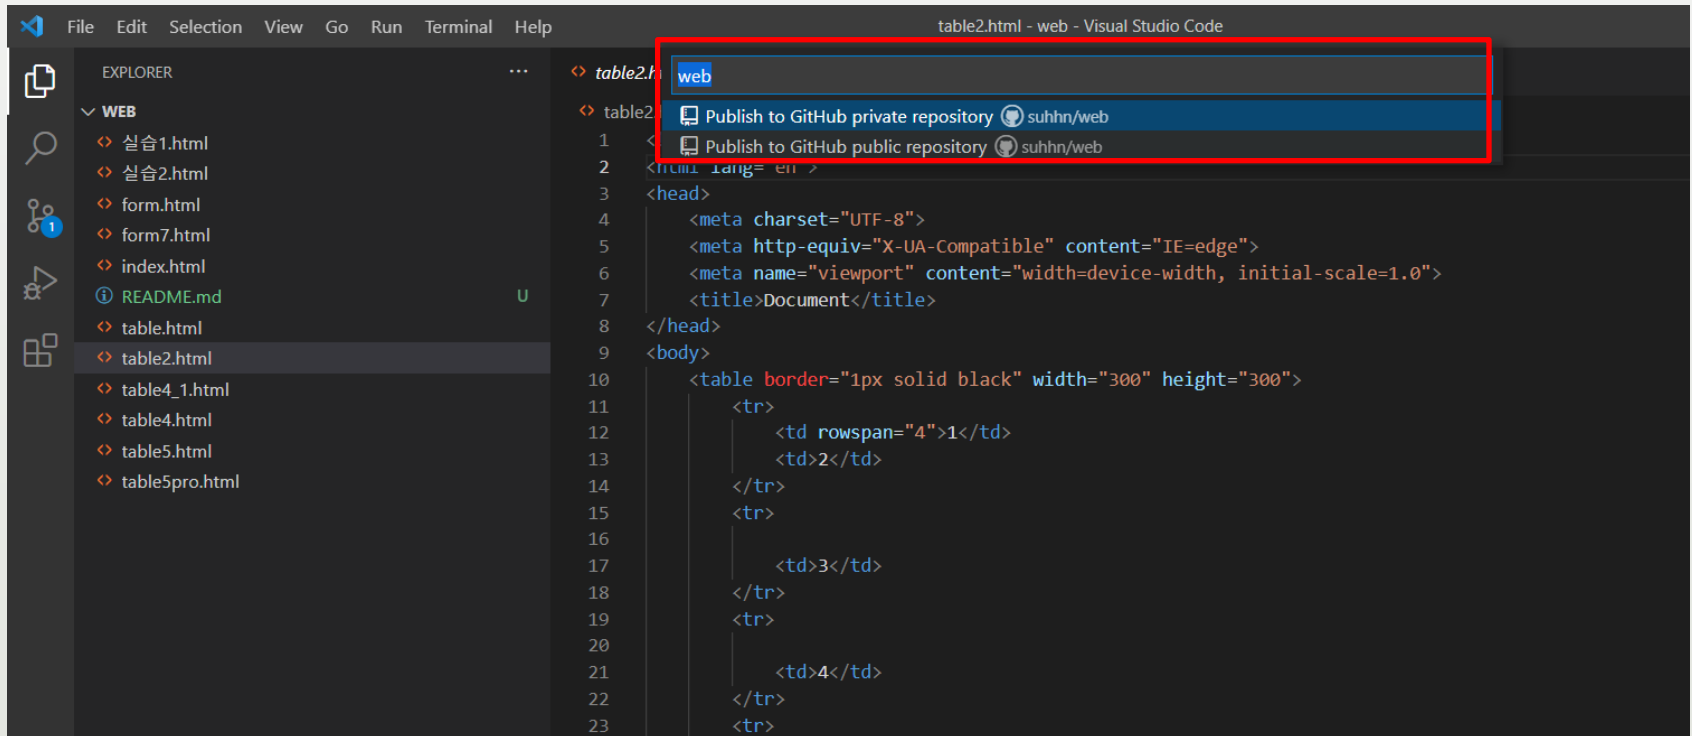 File Edit Selection View Go Run Terminal Help
table2.html - web - Visual Studio Code
EXPLORER
WEB
실습1.html
실습2.html
form.html
form7.html
index.html
README.md U
table.html
table2.html
table4_1.html
table4.html
table5.html
table5pro.html
1
table2.h
web
Publish to GitHub private repository suhhn/web
Publish to GitHub public repository suhhn/web
table2.
1 <
2 <html lang="en">
3 <head>
4 <meta charset="UTF-8">
5 <meta http-equiv="X-UA-Compatible" content="IE=edge">
6 <meta name="viewport" content="width=device-width, initial-scale=1.0">
7 <title>Document</title>
8 </head>
9 <body>
10 <table border="1px solid black" width="300" height="300">
11 <tr>
12 <td rowspan="4">1</td>
13 <td>2</td>
14 </tr>
15 <tr>
16
17 <td>3</td>
18 </tr>
19 <tr>
20
21 <td>4</td>
22 </tr>
23 <tr>